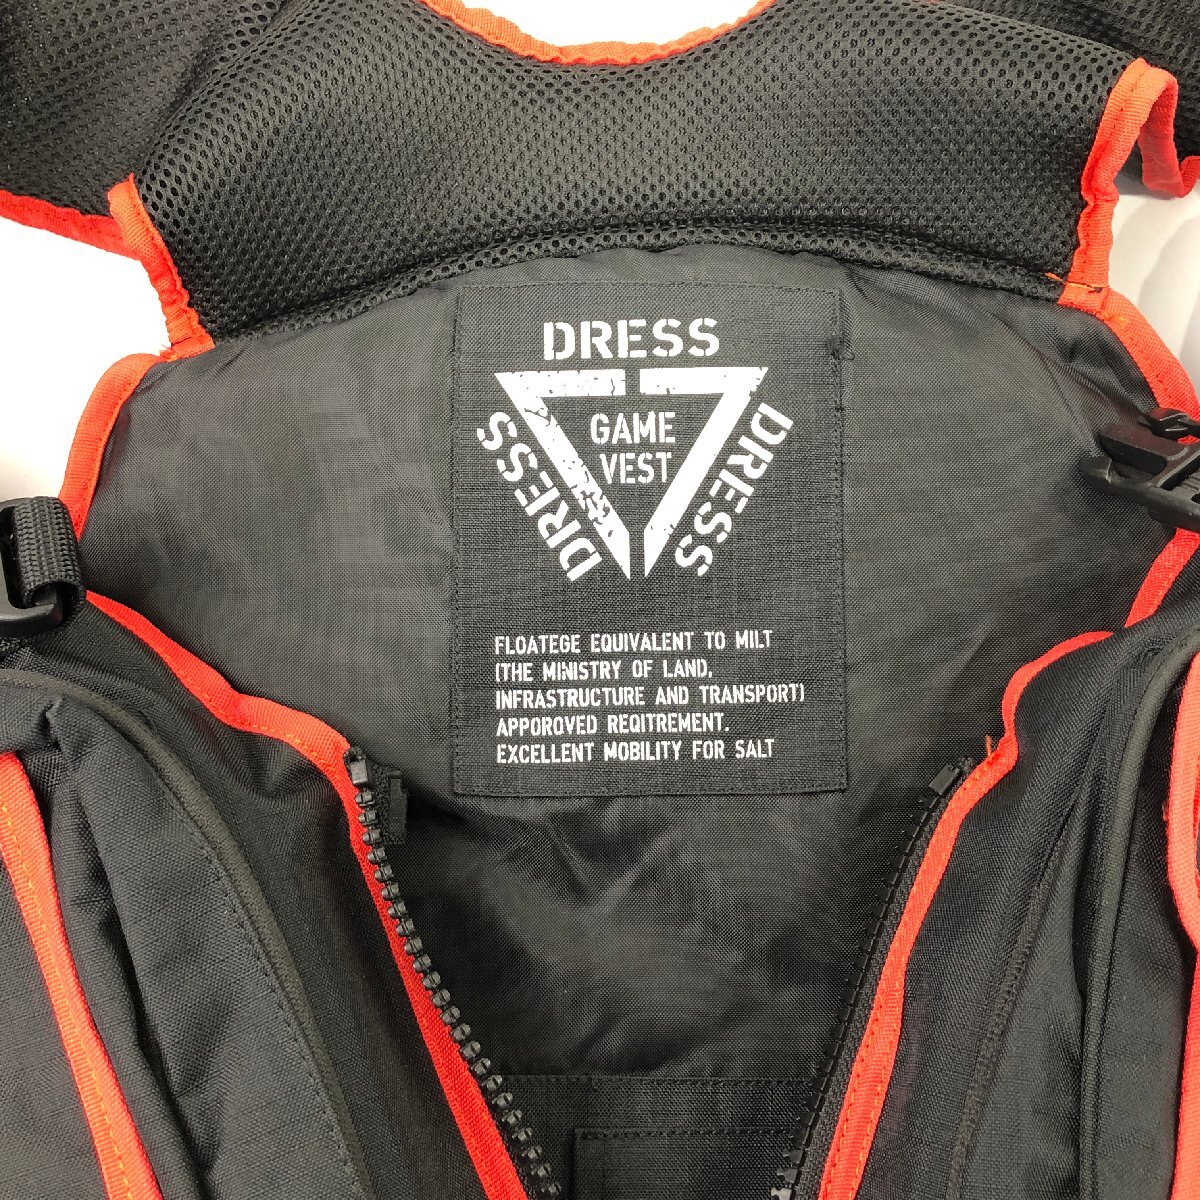 DRESS
DRESS
GAME
VEST
DRESS
FLOATEGE EQUIVALENT TO MILT
(THE MINISTRY OF LAND,
INFRASTRUCTURE AND TRANSPORT)
APPOROVED REQITREMENT.
EXCELLENT MOBILITY FOR SALT